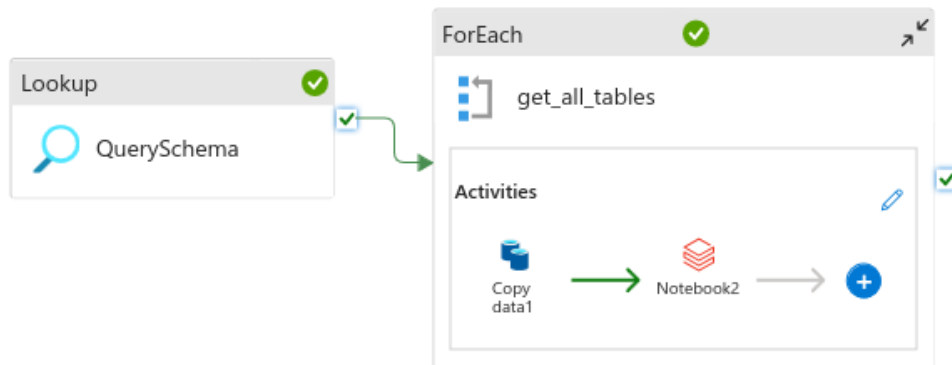 Lookup
QuerySchema
ForEach
get_all_tables
Activities
Copy
data1
Notebook2